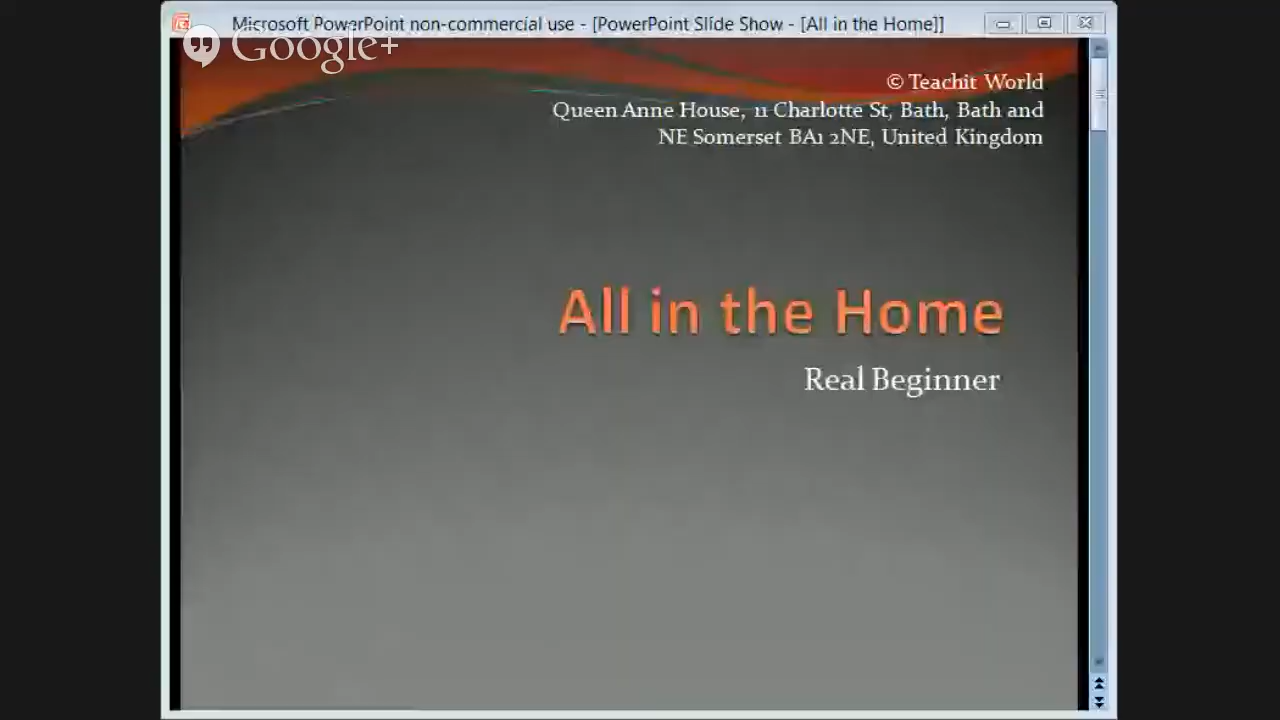 Microsoft PowerPoint non-commercial use - [PowerPoint Slide Show - [All in the Home]]
Google+
© Teachit World
Queen Anne House, 11 Charlotte St, Bath, Bath and
NE Somerset BA1 2NE, United Kingdom
All in the Home
Real Beginner